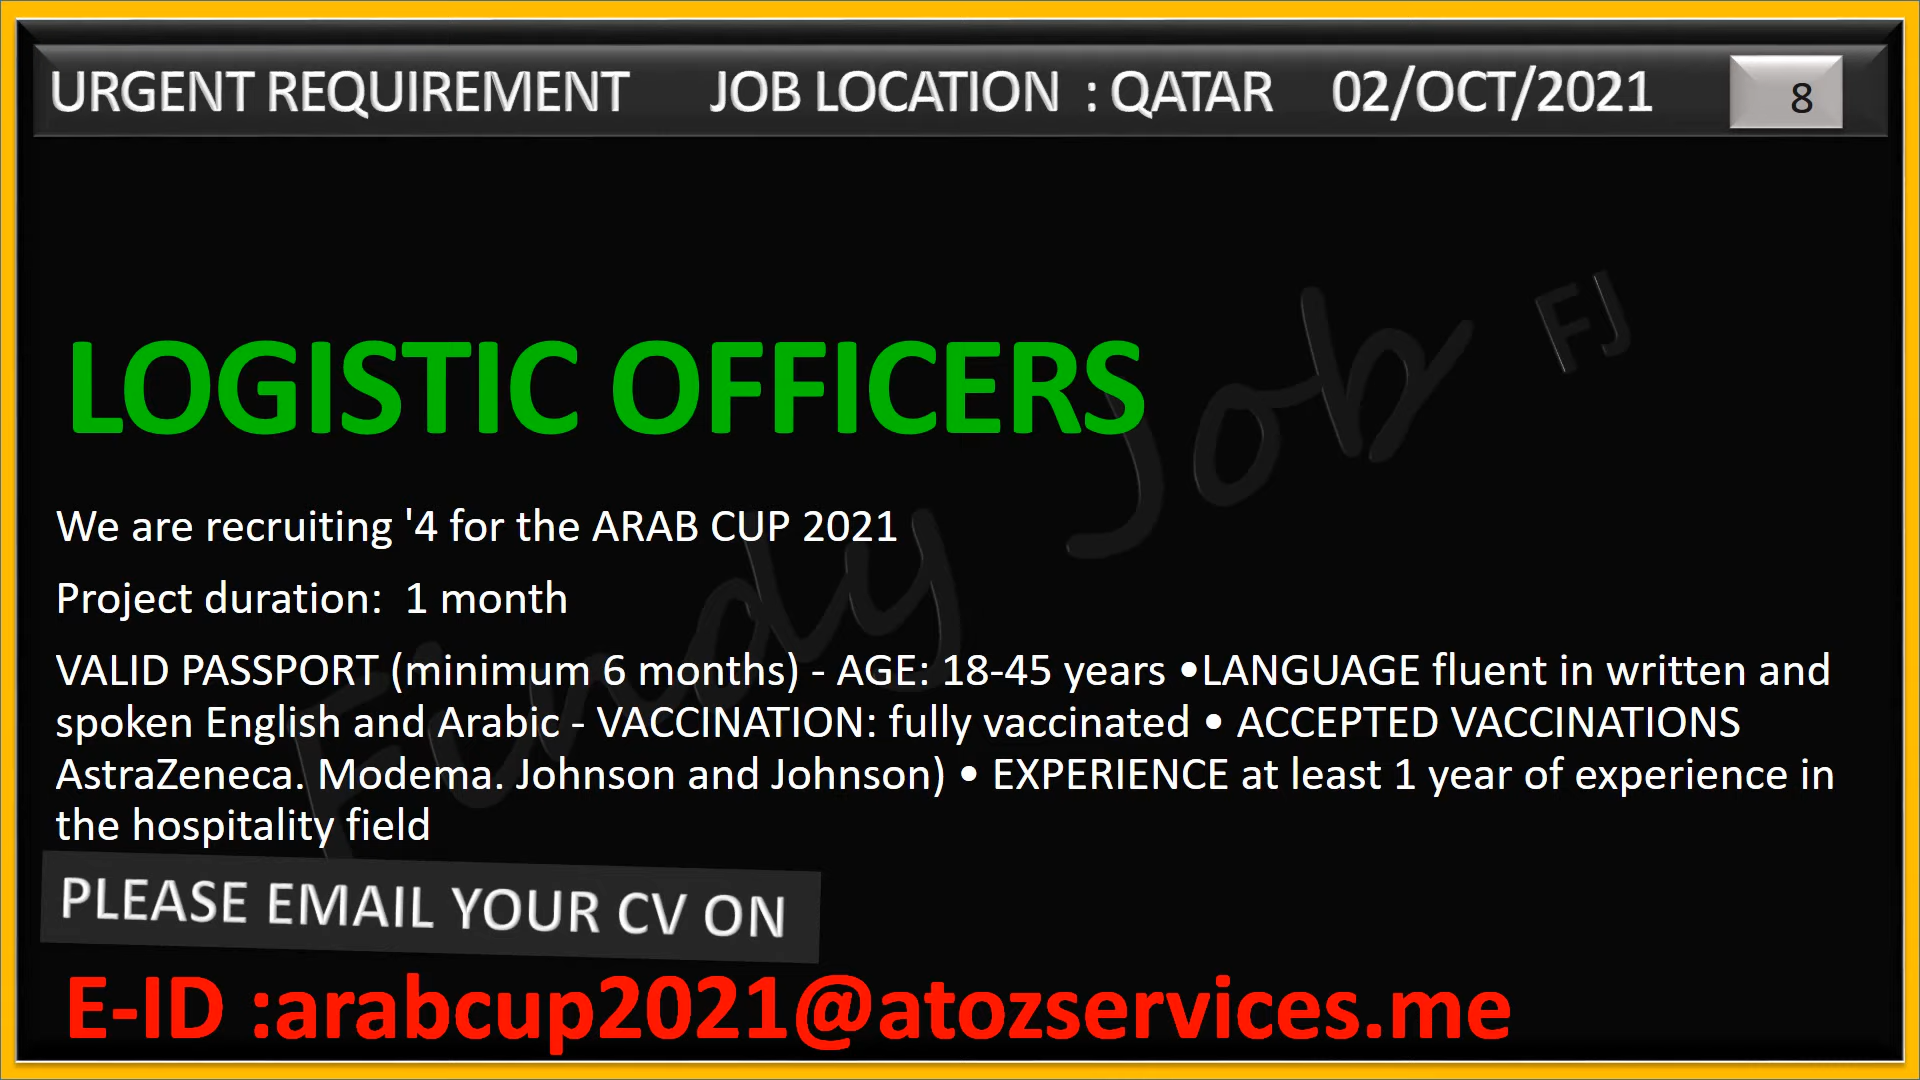 URGENT REQUIREMENT JOB LOCATION : QATAR 02/OCT/2021 8
LOGISTIC OFFICERS
We are recruiting '4 for the ARAB CUP 2021
Project duration: 1 month
VALID PASSPORT (minimum 6 months) - AGE: 18-45 years •LANGUAGE fluent in written and
spoken English and Arabic - VACCINATION: fully vaccinated • ACCEPTED VACCINATIONS
AstraZeneca. Modema. Johnson and Johnson) • EXPERIENCE at least 1 year of experience in
the hospitality field
PLEASE EMAIL YOUR CV ON
E-ID :arabcup2021@atozservices.me
Findy Job FJ